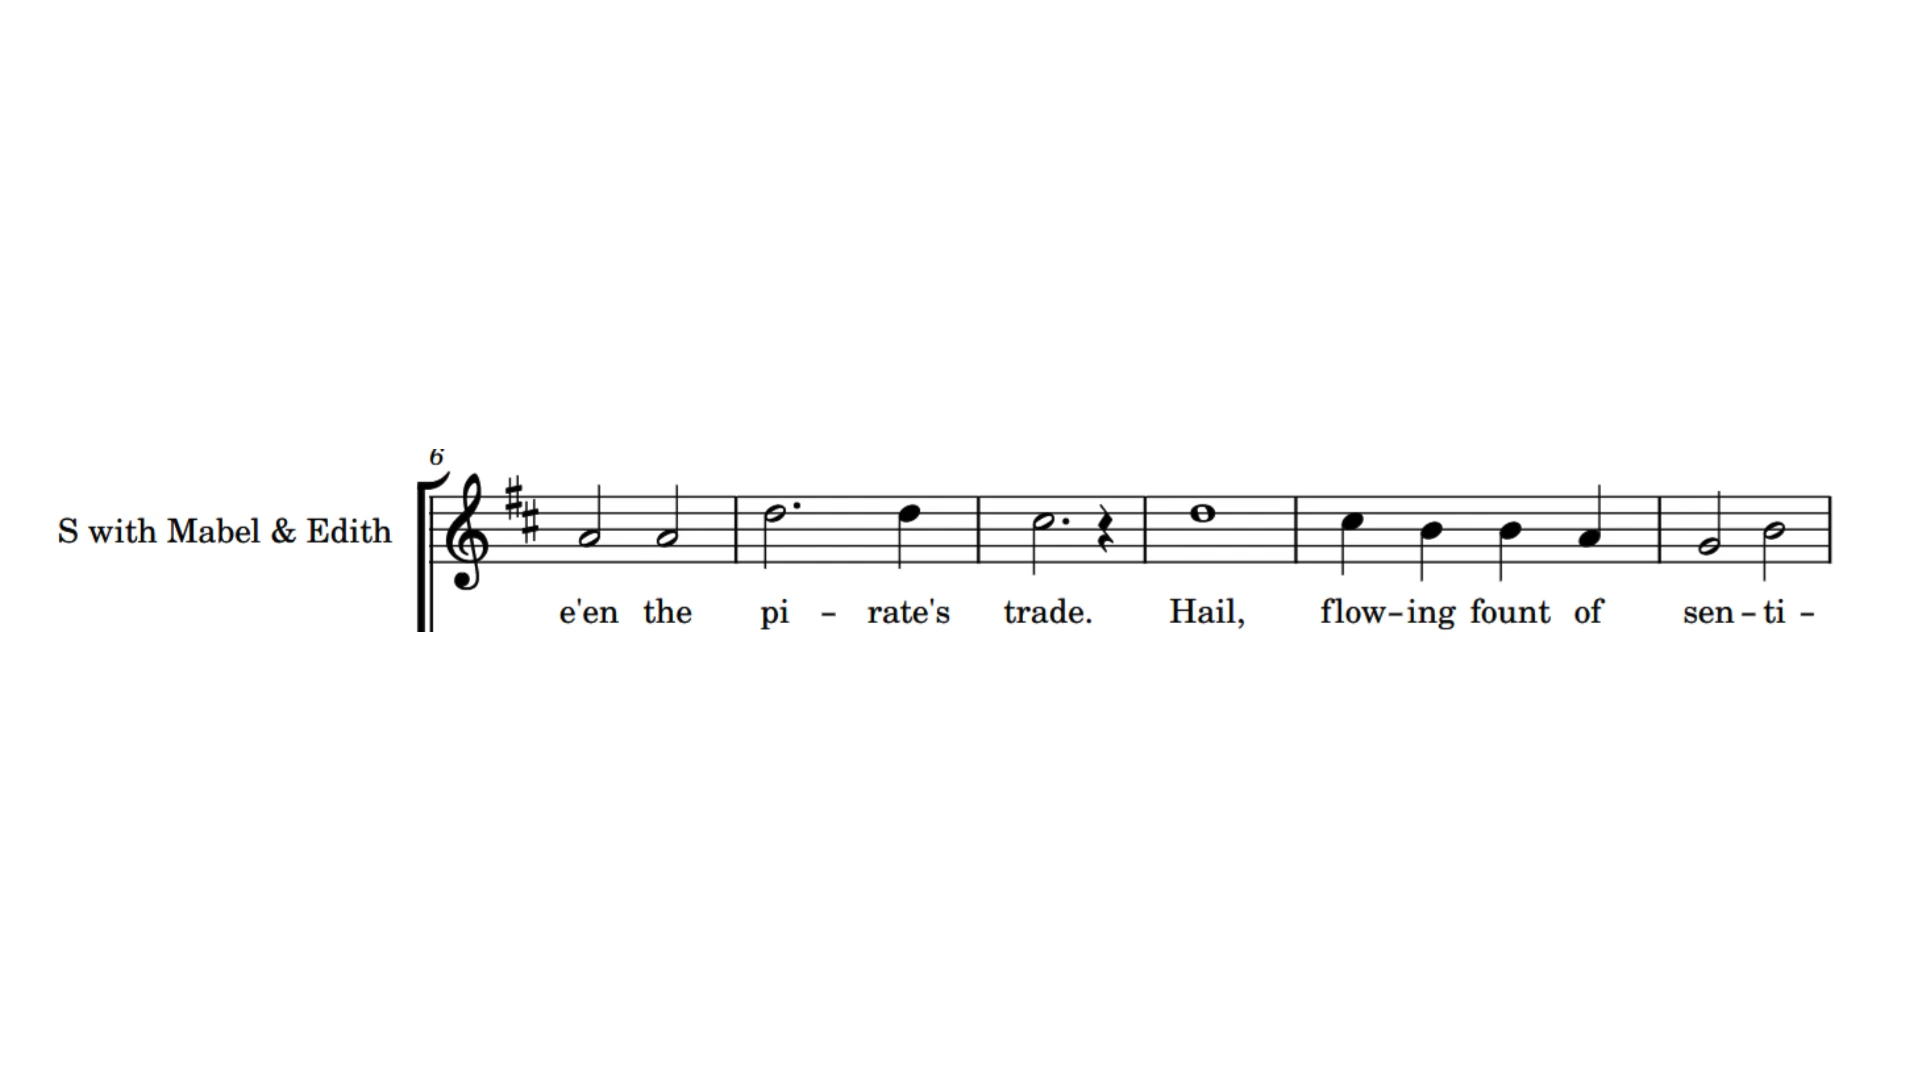 6
S with Mabel & Edith
e'en the pi - rate's trade. Hail, flow-ing fount of sen-ti -